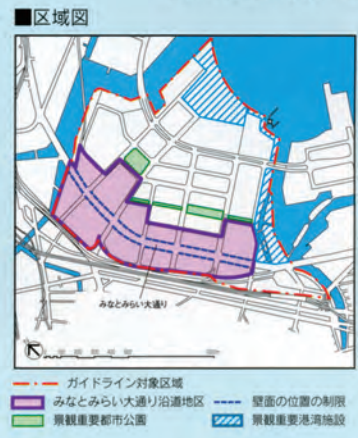 ■区域図
みなとみらい大通り
ガイドライン対象区域
みなとみらい大通り沿道地区
壁面の位置の制限
景観重要都市公園
景観重要港湾施設